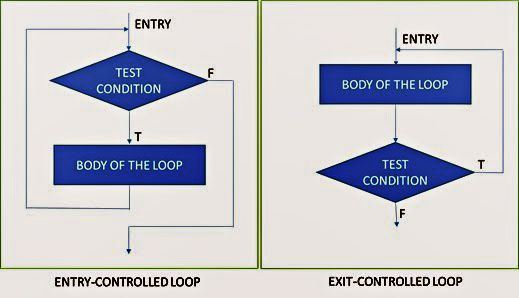 ENTRY
TEST
CONDITION
F
T
BODY OF THE LOOP
ENTRY-CONTROLLED LOOP
ENTRY
BODY OF THE LOOP
TEST
CONDITION
T
F
EXIT-CONTROLLED LOOP